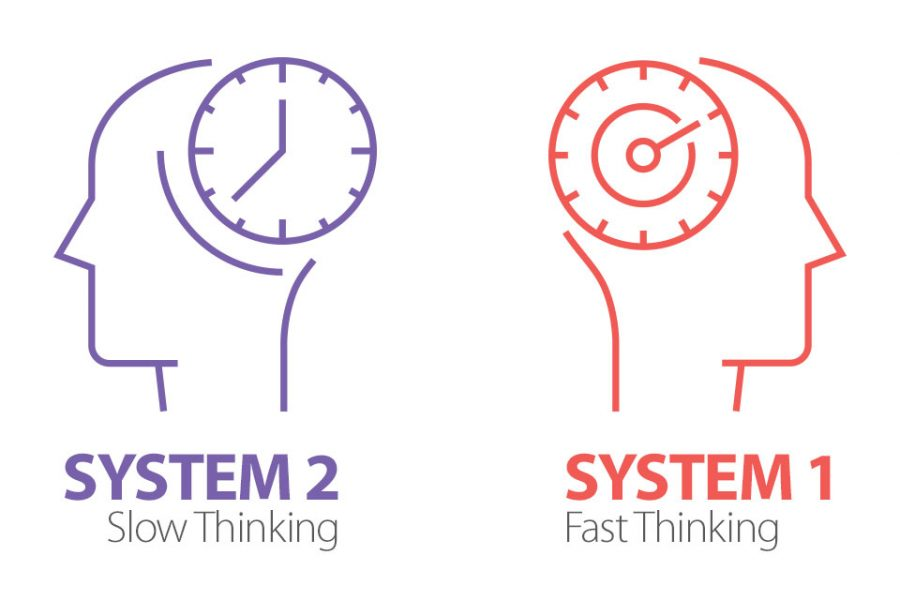 SYSTEM 2
Slow Thinking
SYSTEM 1
Fast Thinking